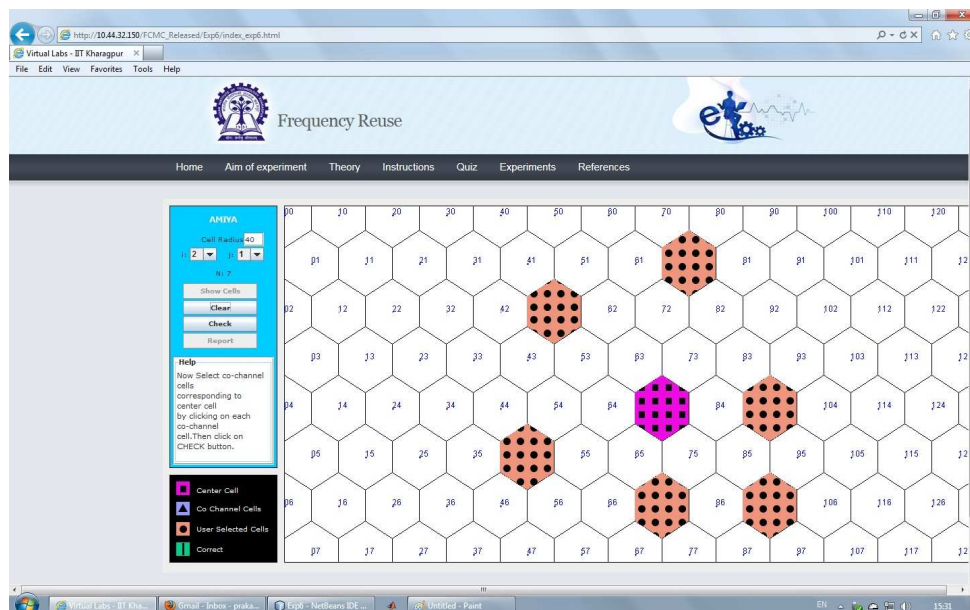 http://10.44.32.150/FCMC_Released/Exp6/index_exp6.html
Virtual Labs - IIT Kharagpur
File Edit View Favorites Tools Help
Frequency Reuse
Home Aim of experiment Theory Instructions Quiz Experiments References
AMIYA
Cell Radius 40
i: 2 j: 1
N: 7
Show Cells
Clear
Check
Report
Help
Now Select co-channel
cells
corresponding to
center cell
by clicking on each
co-channel
cell.Then click on
CHECK button.
Center Cell
Co Channel Cells
User Selected Cells
Correct
00 10 20 30 40 50 60 70 80 90 100 110 120
01 11 21 31 41 51 61 81 91 101 111 12
02 12 22 32 42 62 72 82 92 102 112 122
03 13 23 33 43 53 63 73 83 93 103 113 12
04 14 24 34 44 54 84 104 114 124
05 15 25 35 55 65 75 85 95 105 115 12
06 16 26 36 46 56 66 86 106 116 126
07 17 27 37 47 57 67 77 87 97 107 117 12
Virtual Labs - IIT Kha... Gmail - Inbox - praka... Exp6 - NetBeans IDE ... Untitled - Paint EN 15:31